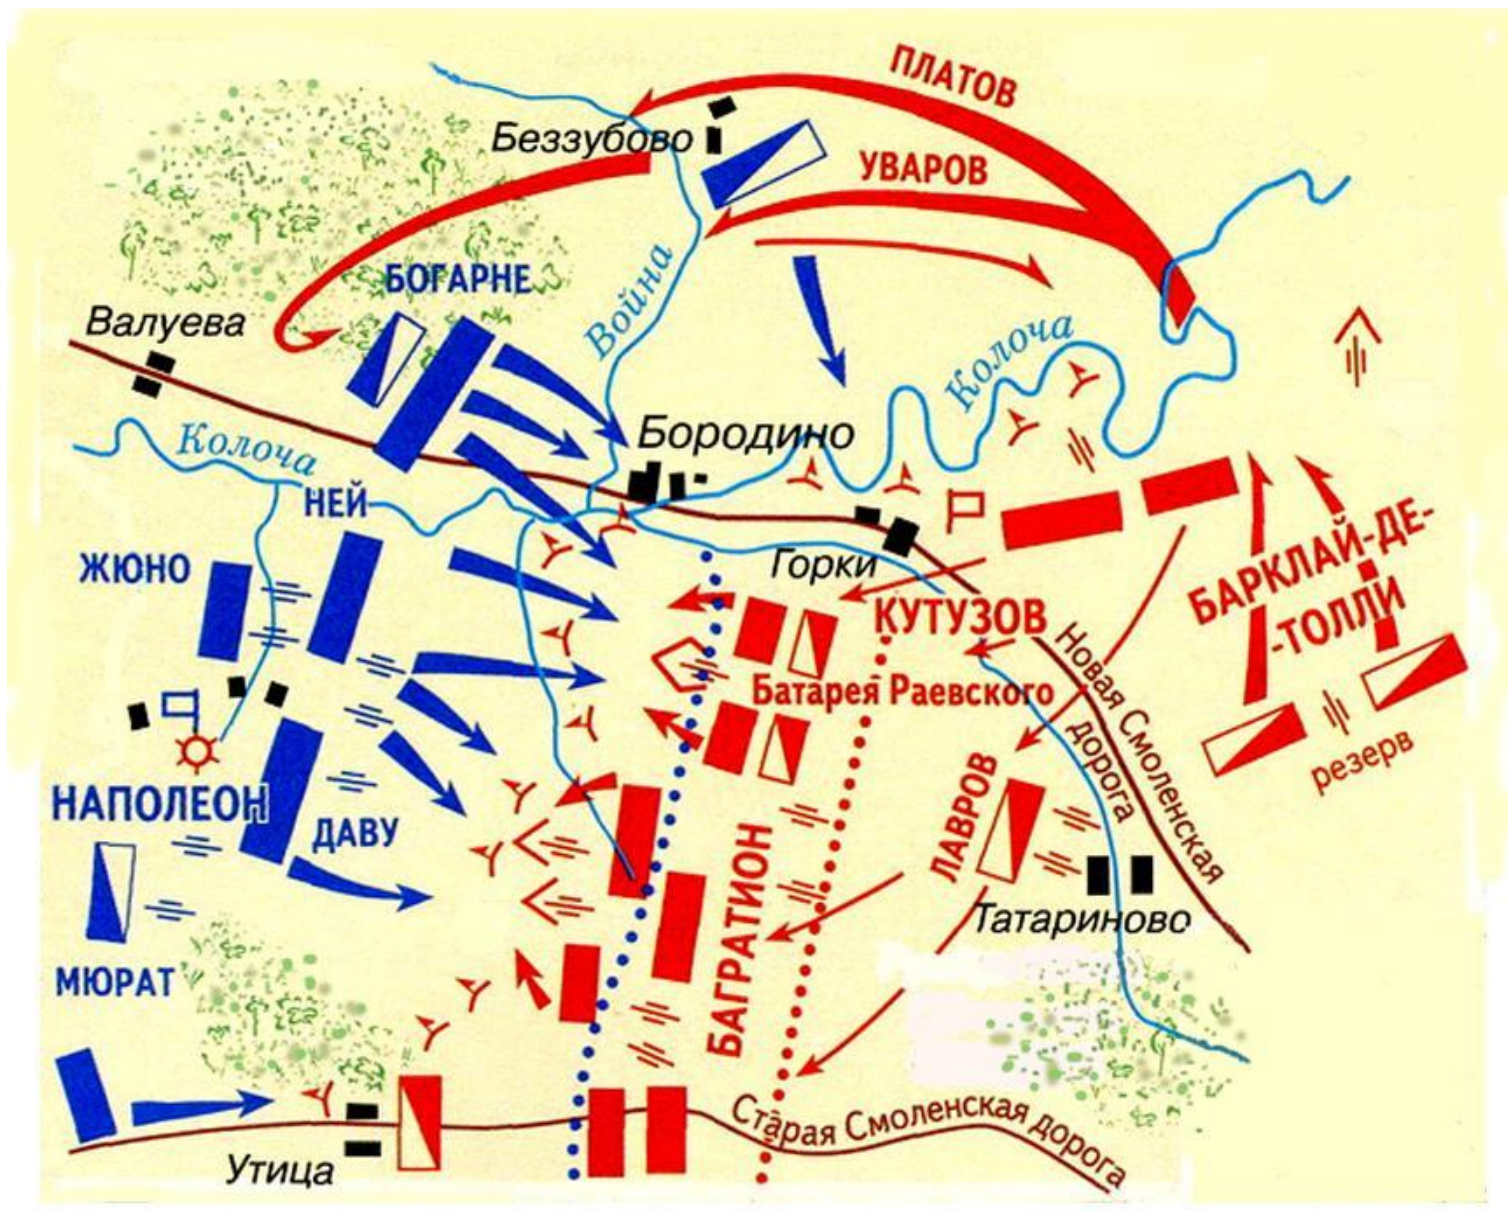 ПЛАТОВ
Беззубово
УВАРОВ
БОГАРНЕ
Война
Валуева
Колоча
Колоча
Бородино
НЕЙ
ЖЮНО
Горки
БАРКЛАЙ-ДЕ-
-ТОЛЛИ
КУТУЗОВ
Батарея Раевского
Новая Смоленская
дорога
резерв
НАПОЛЕОН
ДАВУ
ЛАВРОВ
БАГРАТИОН
Татариново
МЮРАТ
Старая Смоленская дорога
Утица